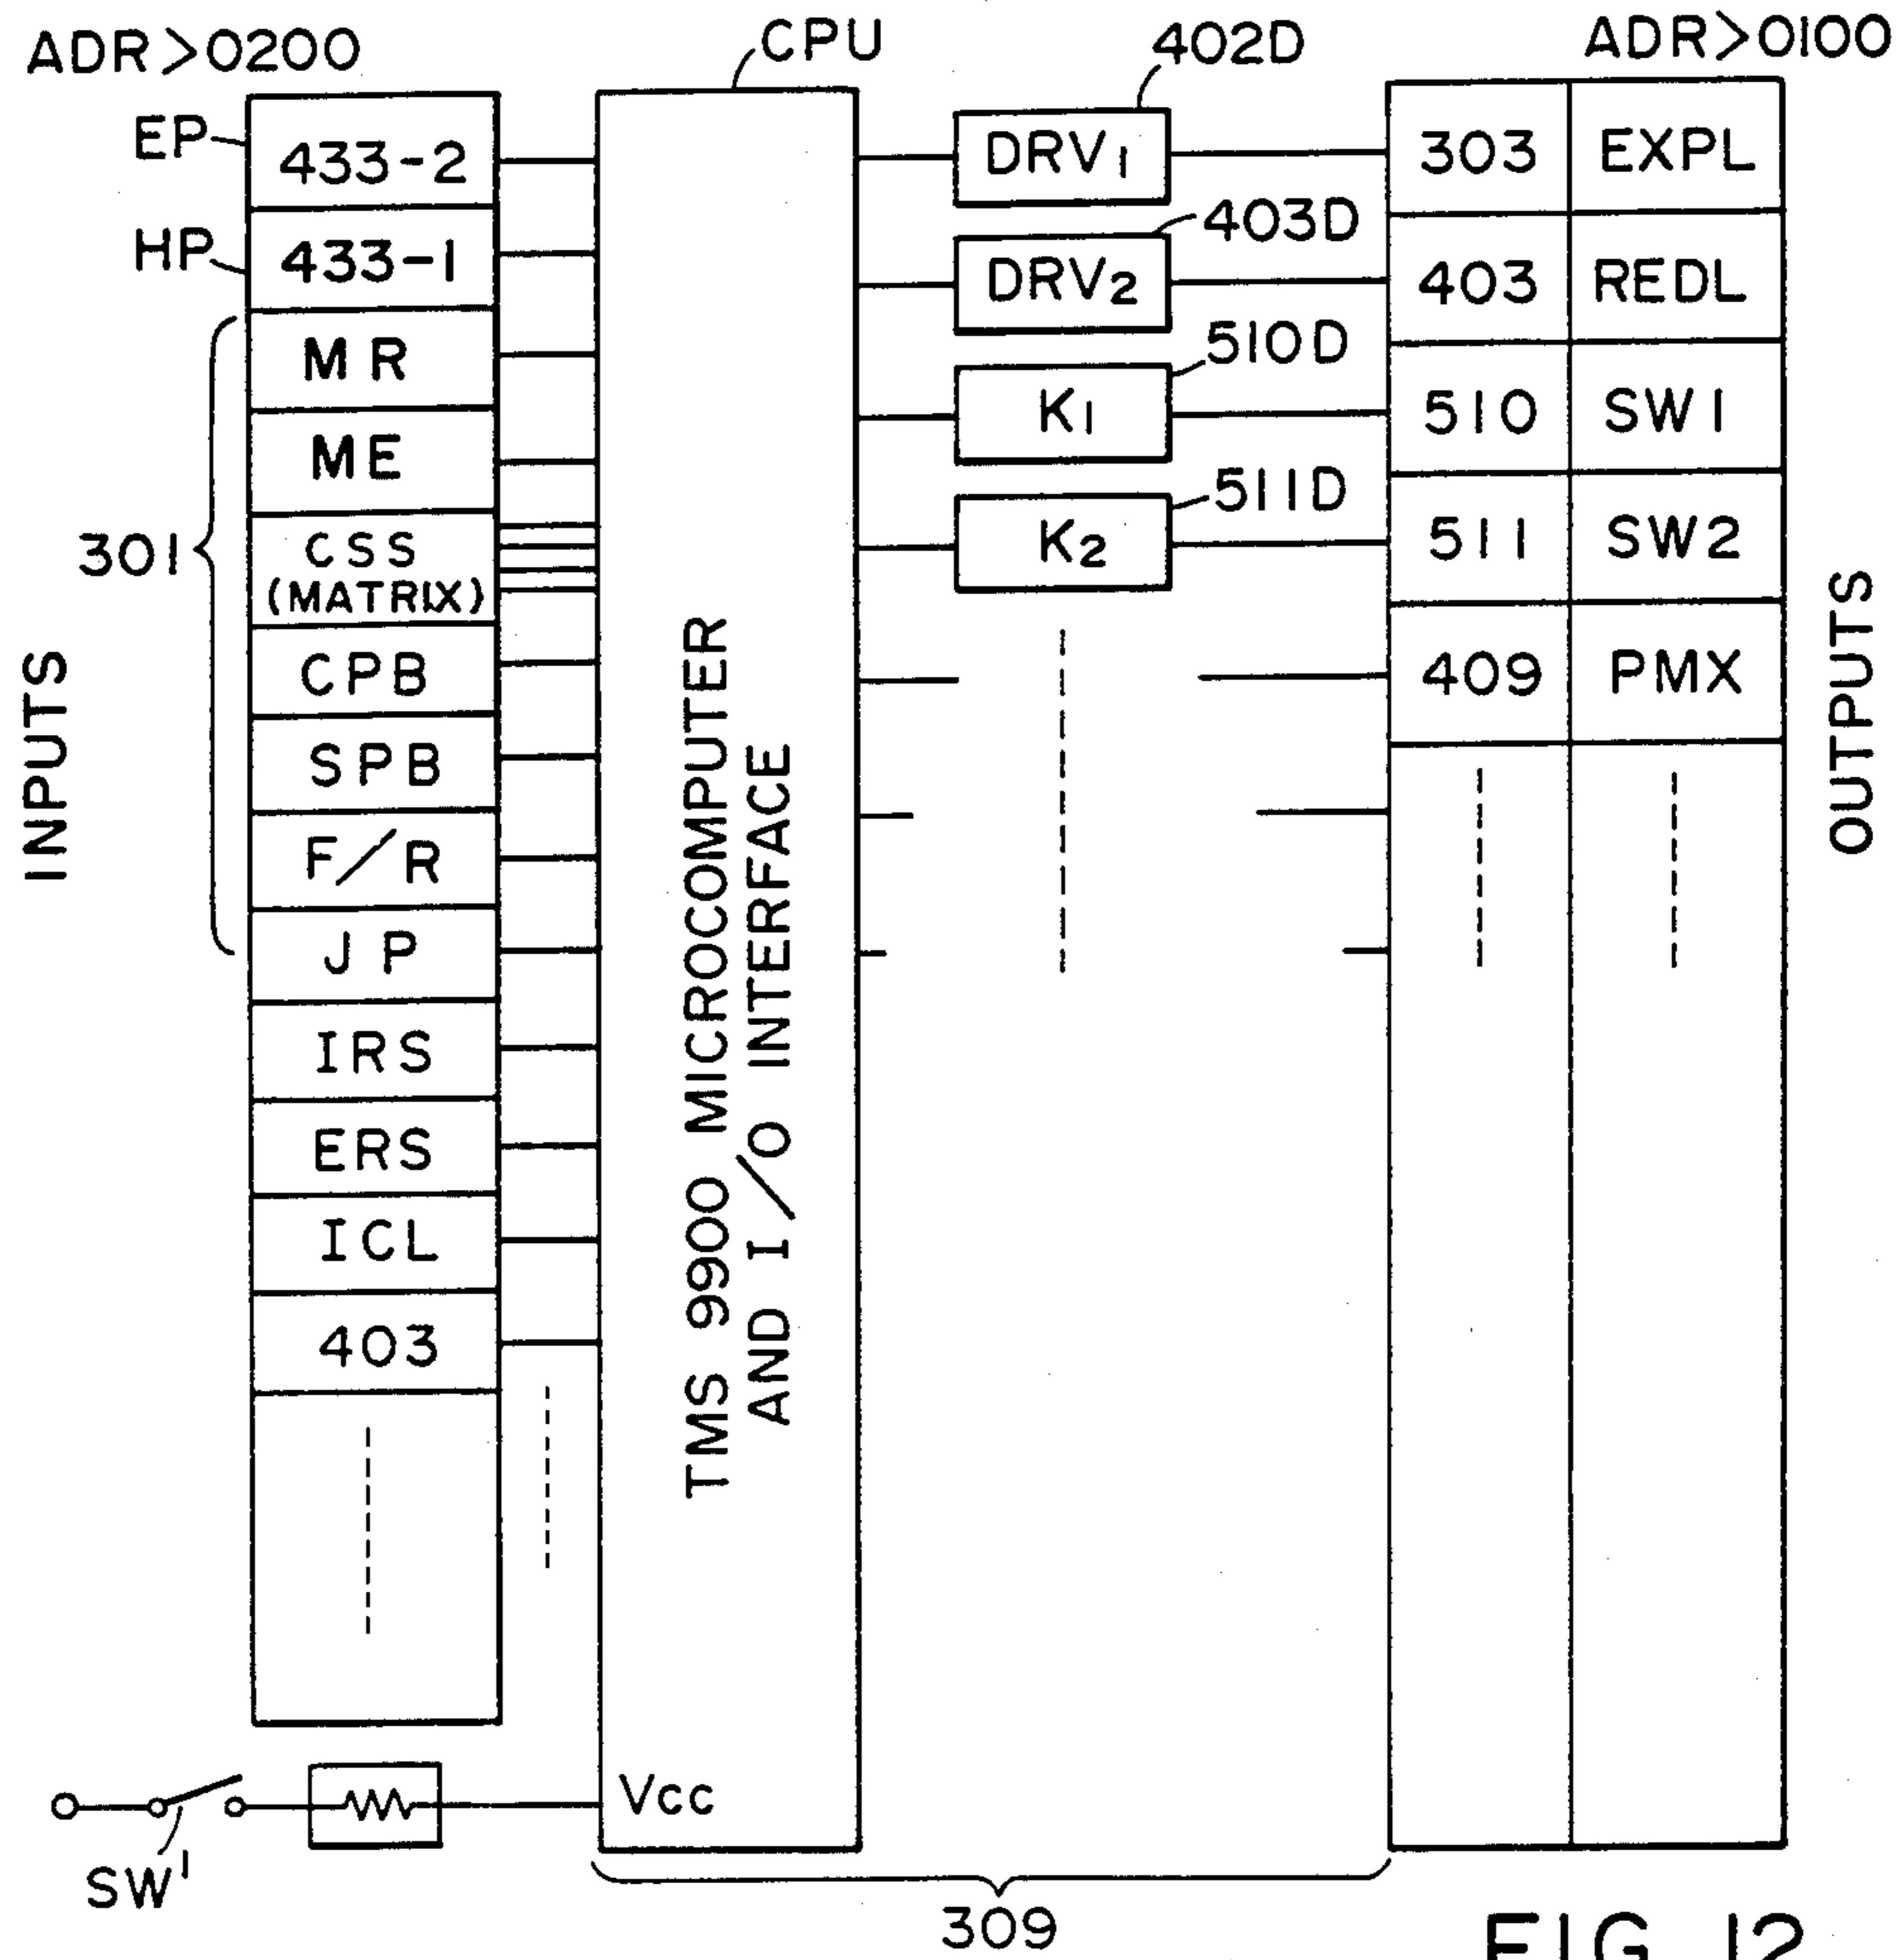 ADR>0200
CPU
402D
ADR>0100
EP
433-2
DRV1
303
EXPL
HP
433-1
403D
DRV2
403
REDL
MR
510D
K1
510
SW1
ME
511D
K2
511
SW2
301
CSS
(MATRIX)
CPB
409
PMX
SPB
F/R
JP
IRS
ERS
ICL
403
INPUTS
TMS 9900 MICROCOMPUTER
AND I/O INTERFACE
OUTPUTS
Vcc
SW'
309
FIG. 12